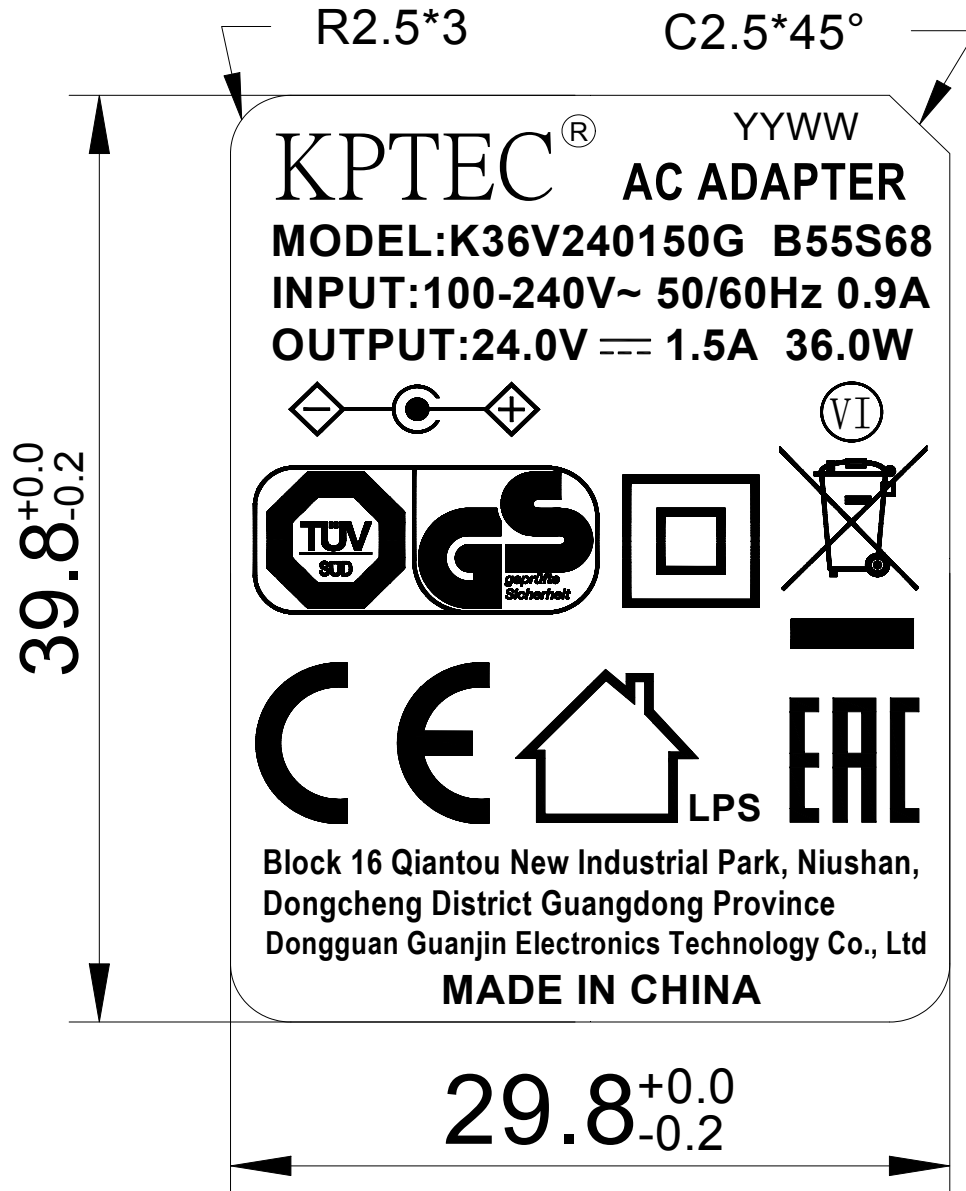 R2.5*3 C2.5*45°
KPTEC® YYWW
AC ADAPTER
MODEL:K36V240150G B55S68
INPUT:100-240V~ 50/60Hz 0.9A
OUTPUT:24.0V ⎓ 1.5A 36.0W
VI
TÜV
SÜD
GS
geprüfte
Sicherheit
39.8+0.0
-0.2
CE
EAC
LPS
Block 16 Qiantou New Industrial Park, Niushan,
Dongcheng District Guangdong Province
Dongguan Guanjin Electronics Technology Co., Ltd
MADE IN CHINA
29.8+0.0
-0.2